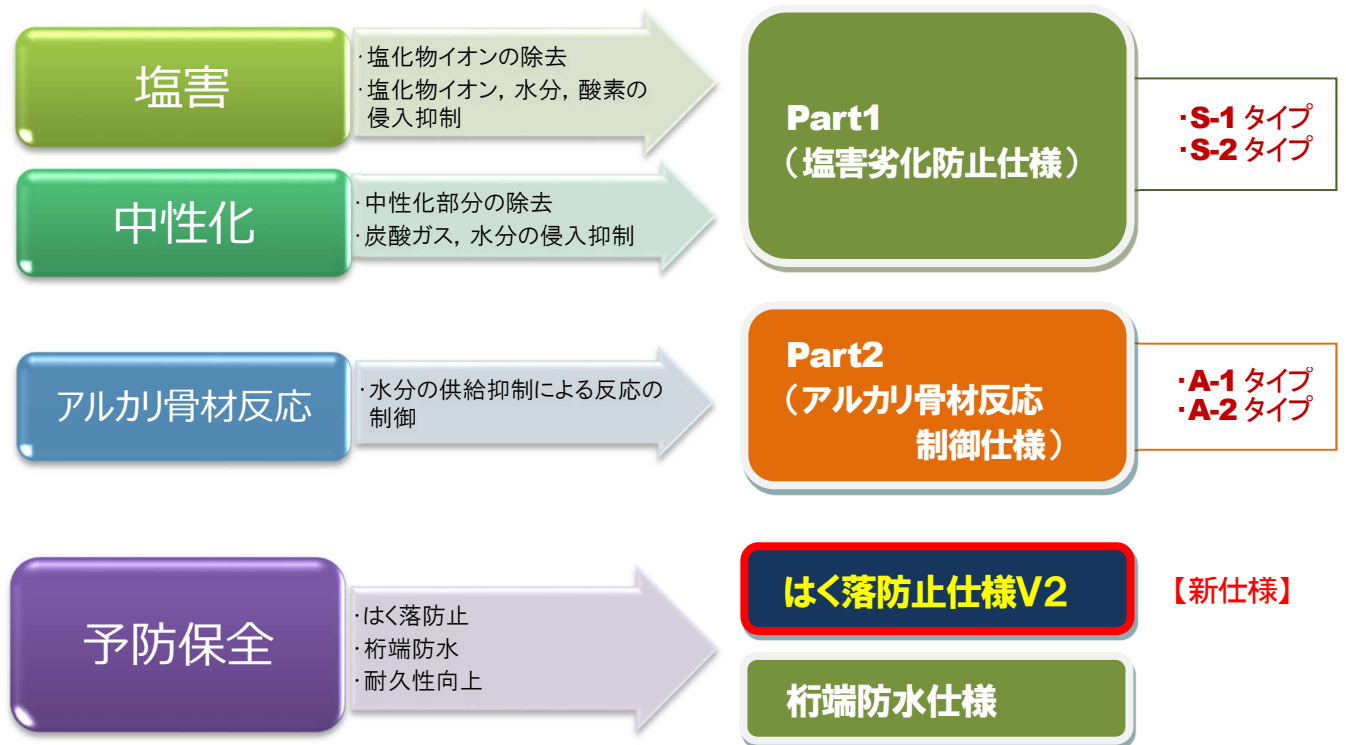 塩害
･塩化物イオンの除去
･塩化物イオン，水分，酸素の
侵入抑制
中性化
･中性化部分の除去
･炭酸ガス，水分の侵入抑制
Part1
（塩害劣化防止仕様）
･S-1 タイプ
･S-2 タイプ
アルカリ骨材反応
･水分の供給抑制による反応の
制御
Part2
（アルカリ骨材反応
制御仕様）
･A-1 タイプ
･A-2 タイプ
予防保全
･はく落防止
･桁端防水
･耐久性向上
はく落防止仕様V2
【新仕様】
桁端防水仕様